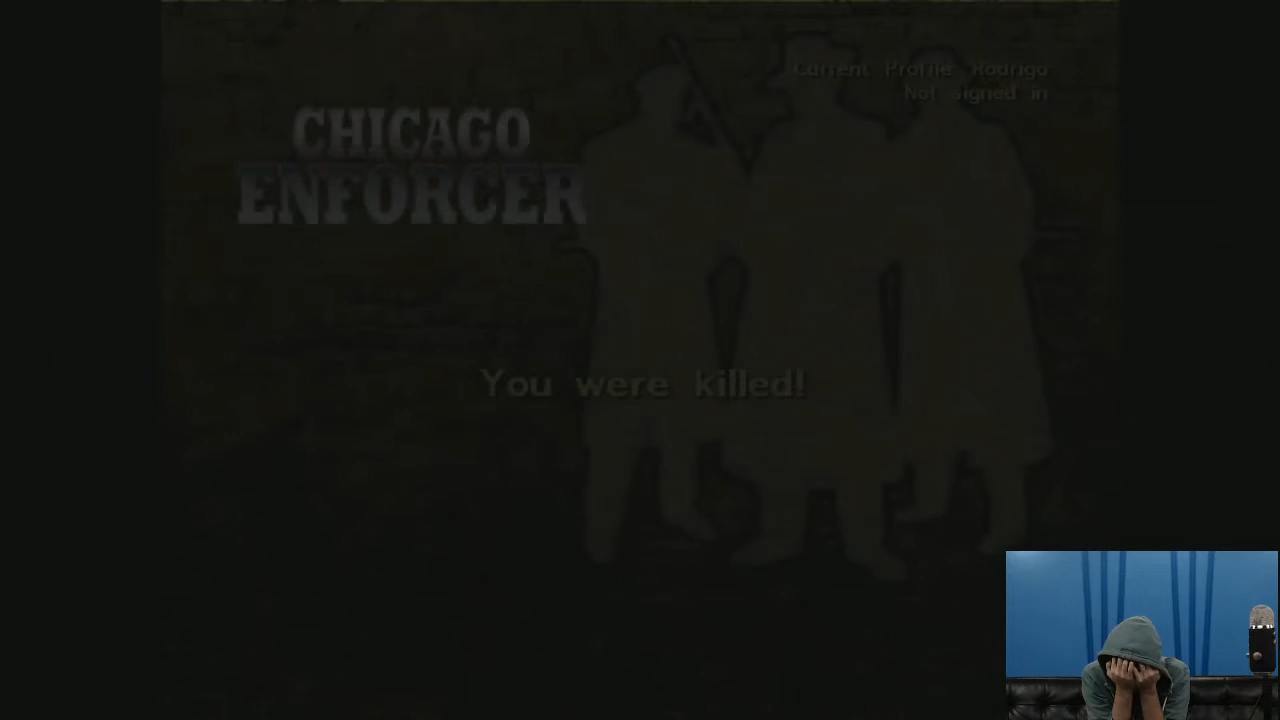 Current Profile Rodrigo
Not signed in
CHICAGO
ENFORCER
You were killed!